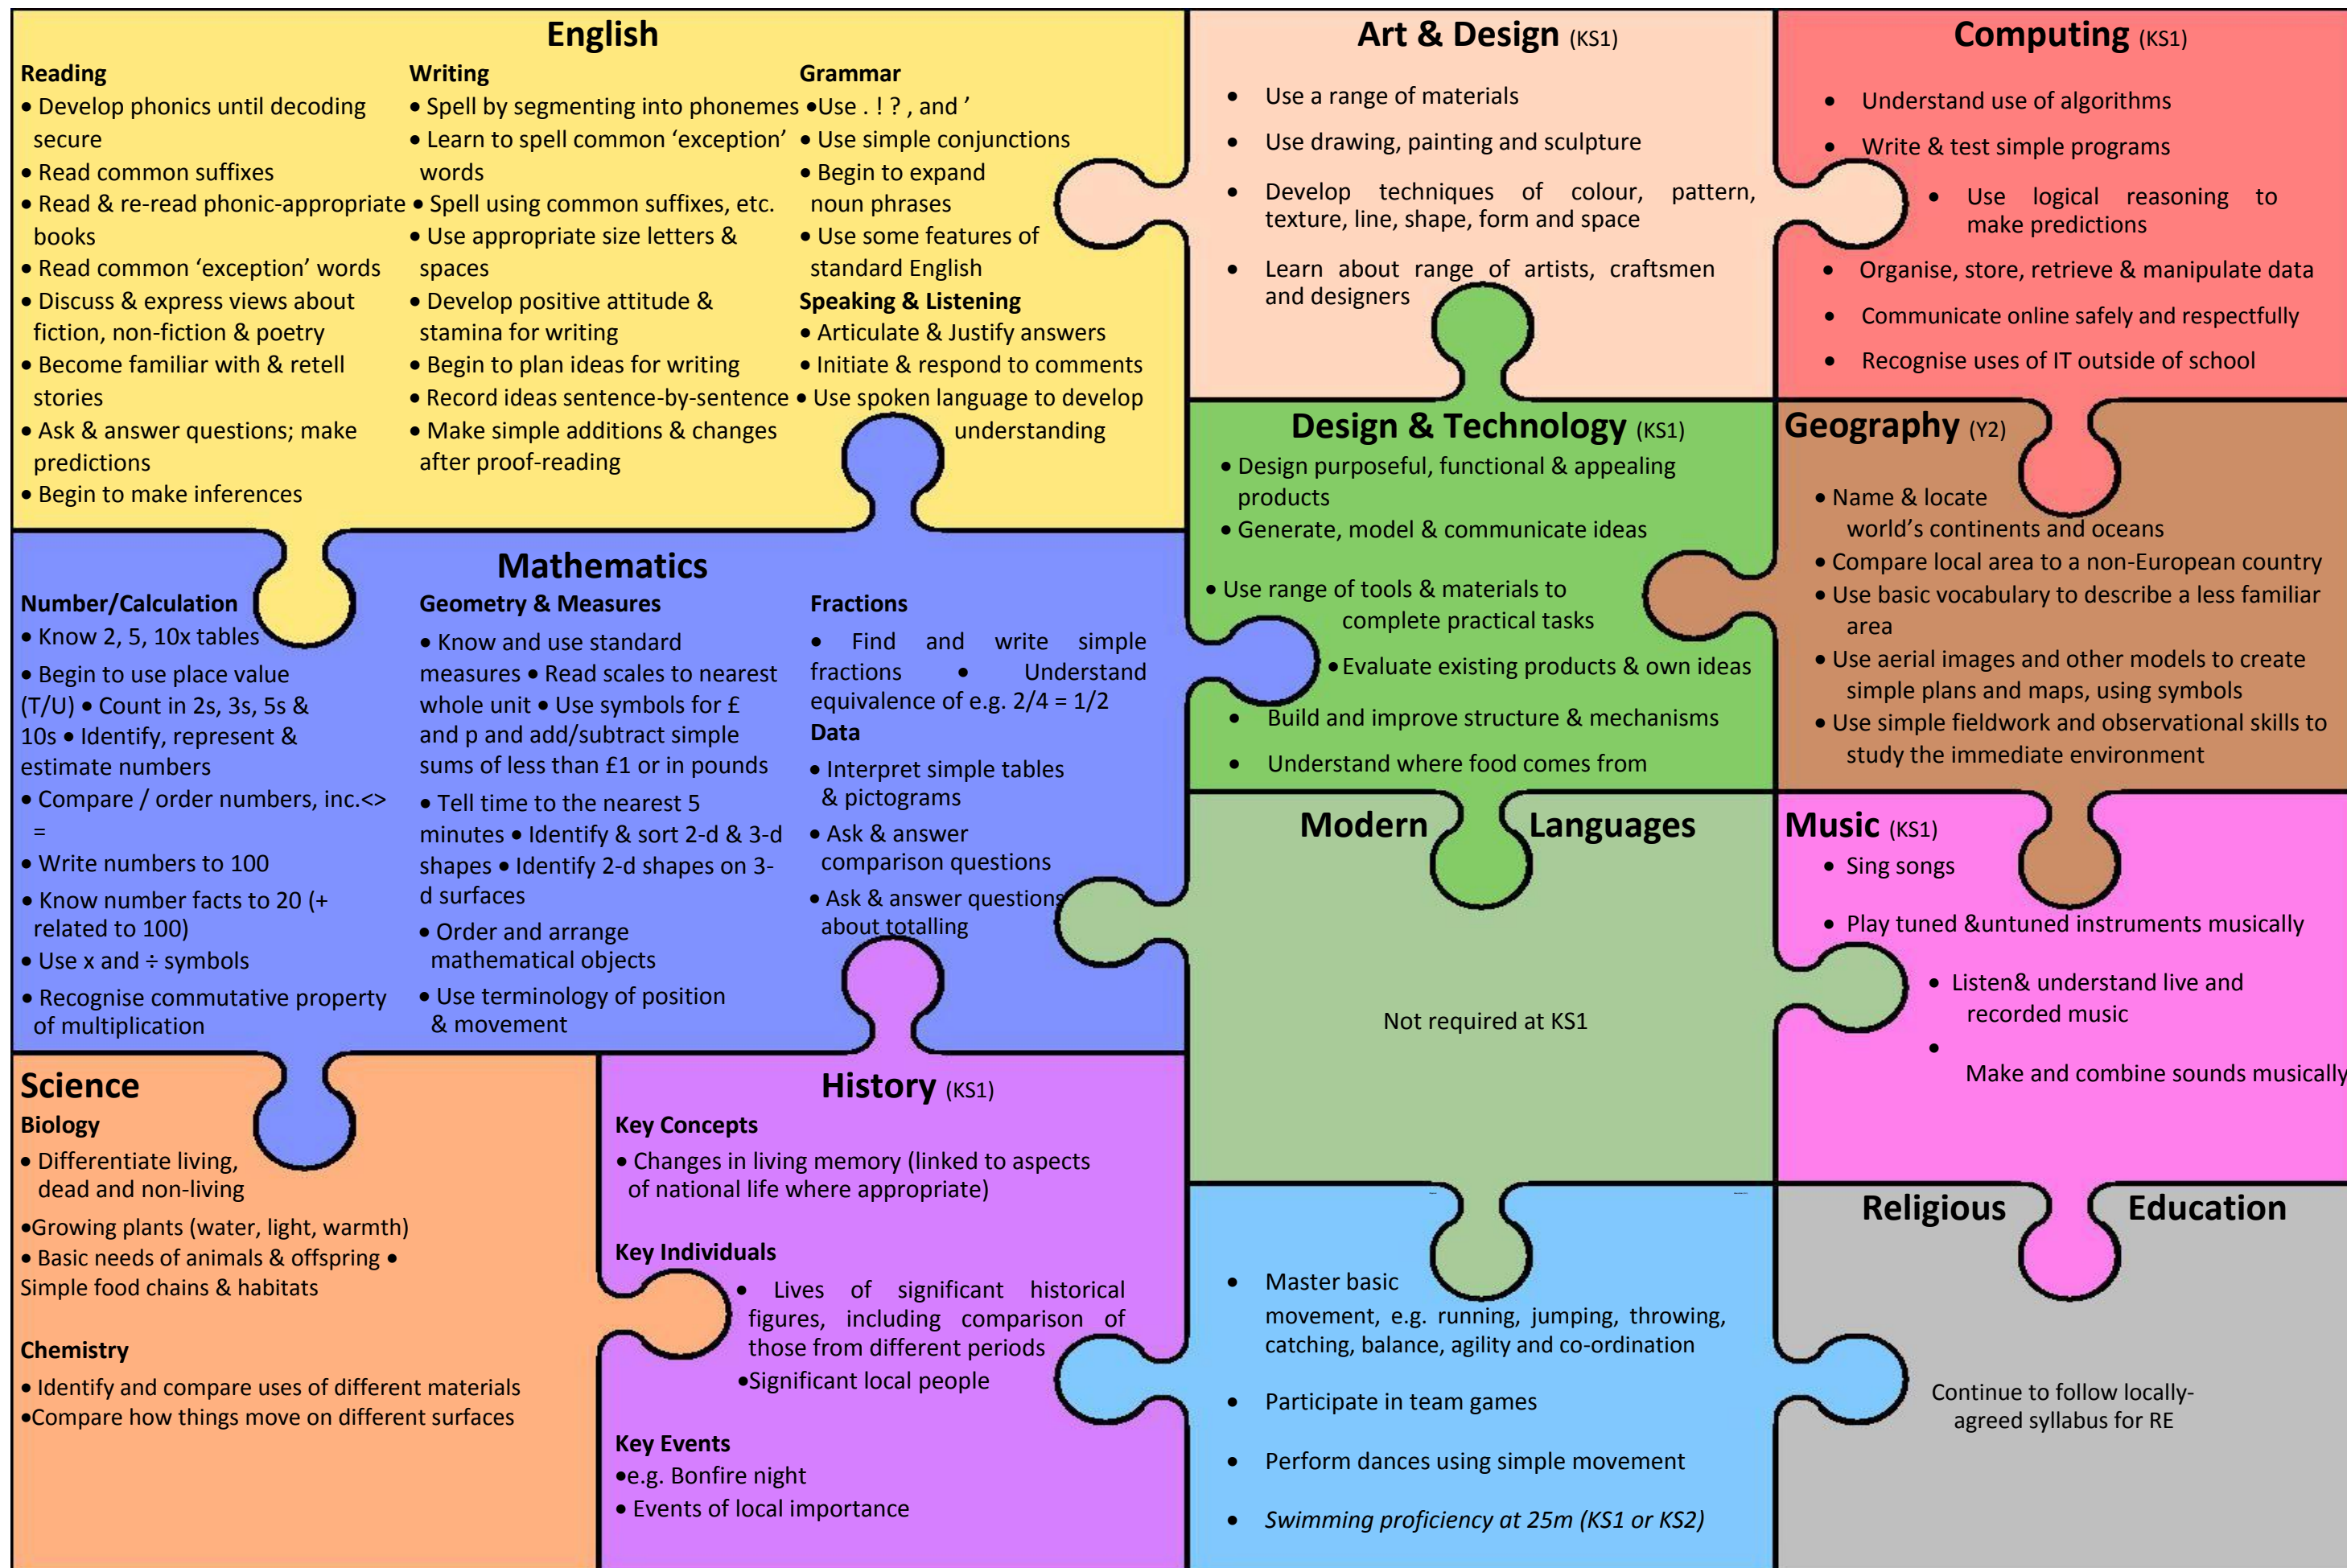 English
Reading
• Develop phonics until decoding
secure
• Read common suffixes
• Read & re-read phonic-appropriate
books
• Read common ‘exception’ words
• Discuss & express views about
fiction, non-fiction & poetry
• Become familiar with & retell
stories
• Ask & answer questions; make
predictions
• Begin to make inferences
Writing
• Spell by segmenting into phonemes
• Learn to spell common ‘exception’
words
• Spell using common suffixes, etc.
• Use appropriate size letters &
spaces
• Develop positive attitude &
stamina for writing
• Begin to plan ideas for writing
• Record ideas sentence-by-sentence
• Make simple additions & changes
after proof-reading
Grammar
•Use . ! ? , and ’
• Use simple conjunctions
• Begin to expand
noun phrases
• Use some features of
standard English
Speaking & Listening
• Articulate & Justify answers
• Initiate & respond to comments
• Use spoken language to develop
understanding
Art & Design (KS1)
• Use a range of materials
• Use drawing, painting and sculpture
• Develop techniques of colour, pattern,
texture, line, shape, form and space
• Learn about range of artists, craftsmen
and designers
Computing (KS1)
• Understand use of algorithms
• Write & test simple programs
• Use logical reasoning to
make predictions
• Organise, store, retrieve & manipulate data
• Communicate online safely and respectfully
• Recognise uses of IT outside of school
Mathematics
Number/Calculation
• Know 2, 5, 10x tables
• Begin to use place value
(T/U) • Count in 2s, 3s, 5s &
10s • Identify, represent &
estimate numbers
• Compare / order numbers, inc.<>
=
• Write numbers to 100
• Know number facts to 20 (+
related to 100)
• Use x and ÷ symbols
• Recognise commutative property
of multiplication
Geometry & Measures
• Know and use standard
measures • Read scales to nearest
whole unit • Use symbols for £
and p and add/subtract simple
sums of less than £1 or in pounds
• Tell time to the nearest 5
minutes • Identify & sort 2-d & 3-d
shapes • Identify 2-d shapes on 3-
d surfaces
• Order and arrange
mathematical objects
• Use terminology of position
& movement
Fractions
• Find and write simple
fractions • Understand
equivalence of e.g. 2/4 = 1/2
Data
• Interpret simple tables
& pictograms
• Ask & answer
comparison questions
• Ask & answer questions
about totalling
Design & Technology (KS1)
• Design purposeful, functional & appealing
products
• Generate, model & communicate ideas
• Use range of tools & materials to
complete practical tasks
• Evaluate existing products & own ideas
• Build and improve structure & mechanisms
• Understand where food comes from
Geography (Y2)
• Name & locate
world’s continents and oceans
• Compare local area to a non-European country
• Use basic vocabulary to describe a less familiar
area
• Use aerial images and other models to create
simple plans and maps, using symbols
• Use simple fieldwork and observational skills to
study the immediate environment
Modern Languages
Not required at KS1
Music (KS1)
• Sing songs
• Play tuned &untuned instruments musically
• Listen& understand live and
recorded music
•
Make and combine sounds musically
Science
Biology
• Differentiate living,
dead and non-living
•Growing plants (water, light, warmth)
• Basic needs of animals & offspring •
Simple food chains & habitats
Chemistry
• Identify and compare uses of different materials
•Compare how things move on different surfaces
History (KS1)
Key Concepts
• Changes in living memory (linked to aspects
of national life where appropriate)
Key Individuals
• Lives of significant historical
figures, including comparison of
those from different periods
•Significant local people
Key Events
•e.g. Bonfire night
• Events of local importance
• Master basic
movement, e.g. running, jumping, throwing,
catching, balance, agility and co-ordination
• Participate in team games
• Perform dances using simple movement
• Swimming proficiency at 25m (KS1 or KS2)
Religious Education
Continue to follow locally-
agreed syllabus for RE